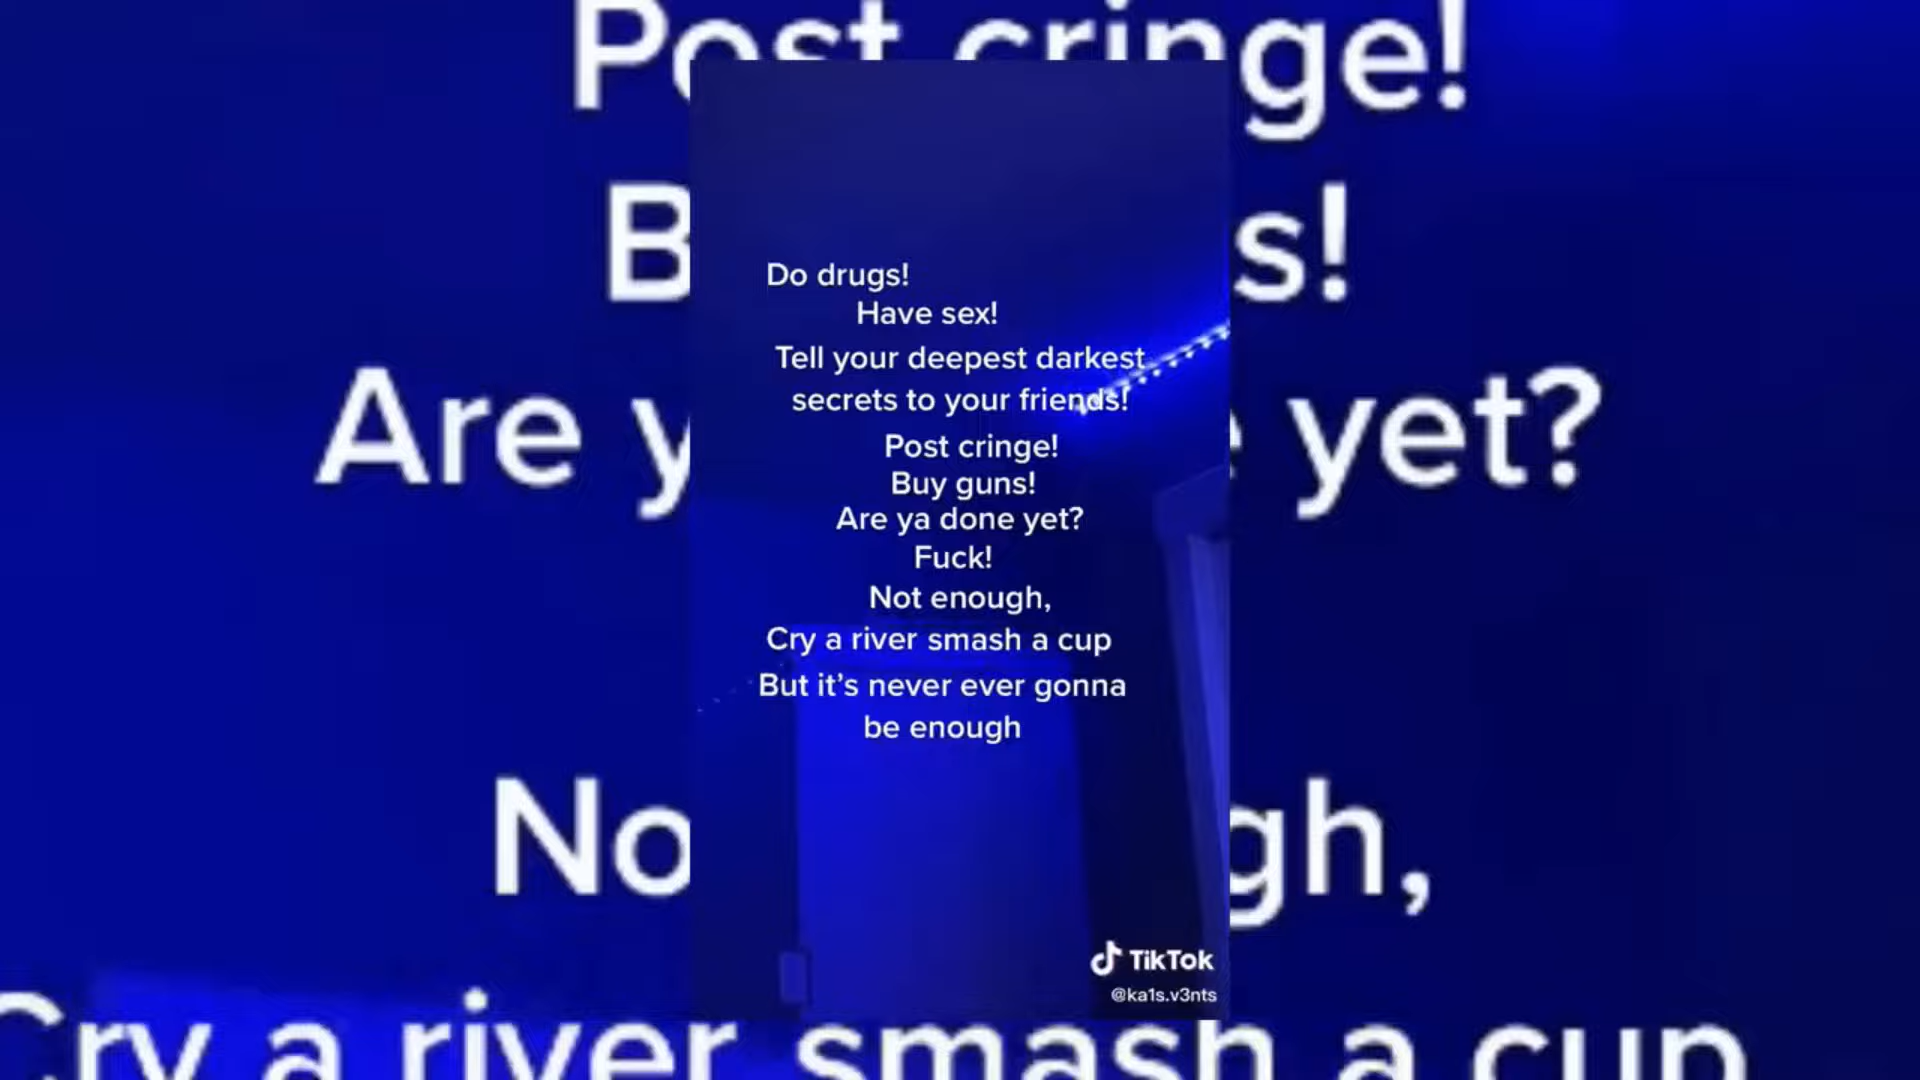 Post cringe!
Do drugs!
Have sex!
Tell your deepest darkest
secrets to your friends!
Post cringe!
Buy guns!
Are ya done yet?
Fuck!
Not enough,
Cry a river smash a cup
But it’s never ever gonna
be enough
TikTok
@ka1s.v3nts
Are y
yet?
Cry a river smash a cup